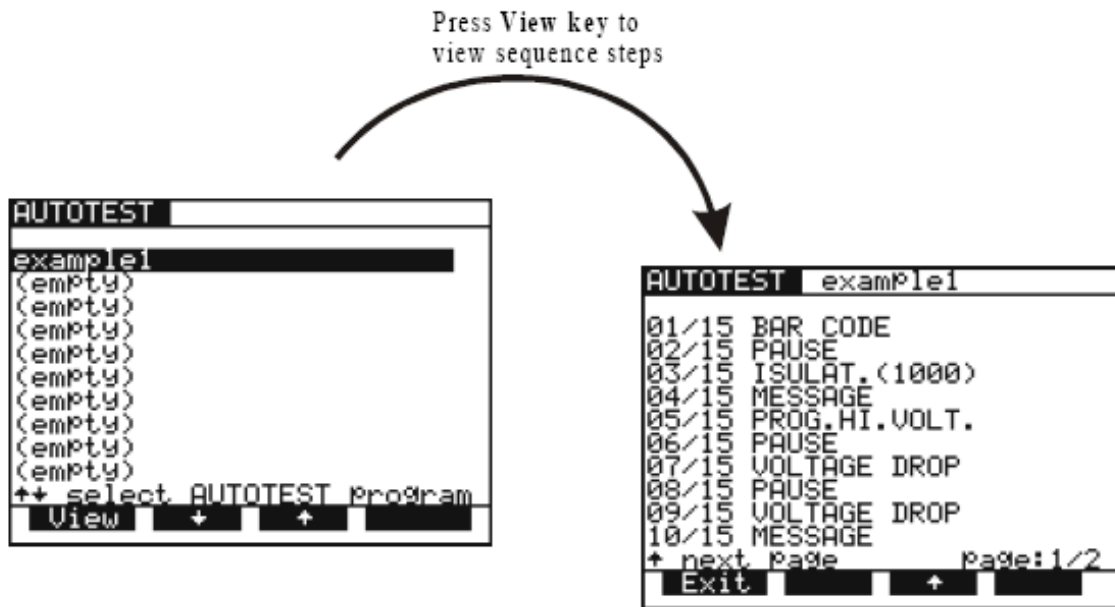 Press View key to
view sequence steps
AUTOTEST
example1
(empty)
(empty)
(empty)
(empty)
(empty)
(empty)
(empty)
(empty)
(empty)
↑↓ select AUTOTEST program
View ↓ ↑
AUTOTEST example1
01/15 BAR CODE
02/15 PAUSE
03/15 ISULAT.(1000)
04/15 MESSAGE
05/15 PROG.HI.VOLT.
06/15 PAUSE
07/15 VOLTAGE DROP
08/15 PAUSE
09/15 VOLTAGE DROP
10/15 MESSAGE
↑ next page page:1/2
Exit ↑